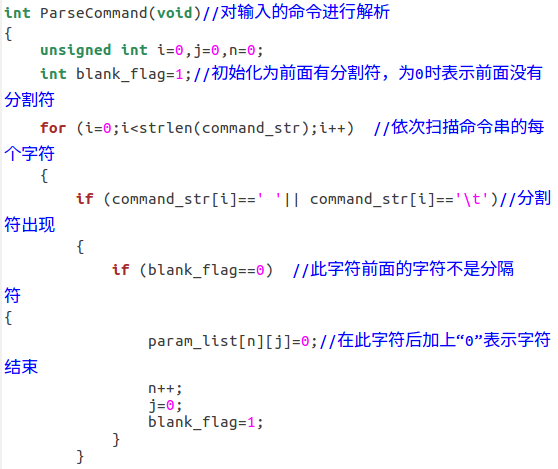 int ParseCommand(void)//对输入的命令进行解析
{
    unsigned int i=0,j=0,n=0;
    int blank_flag=1;//初始化为前面有分割符，为0时表示前面没有
分割符
    for (i=0;i<strlen(command_str);i++)  //依次扫描命令串的每
个字符
    {
        if (command_str[i]==' '|| command_str[i]=='\t')//分割
符出现
        {
            if (blank_flag==0)  //此字符前面的字符不是分隔
符
{
                param_list[n][j]=0;//在此字符后加上“0”表示字符
结束
                n++;
                j=0;
                blank_flag=1;
            }
        }